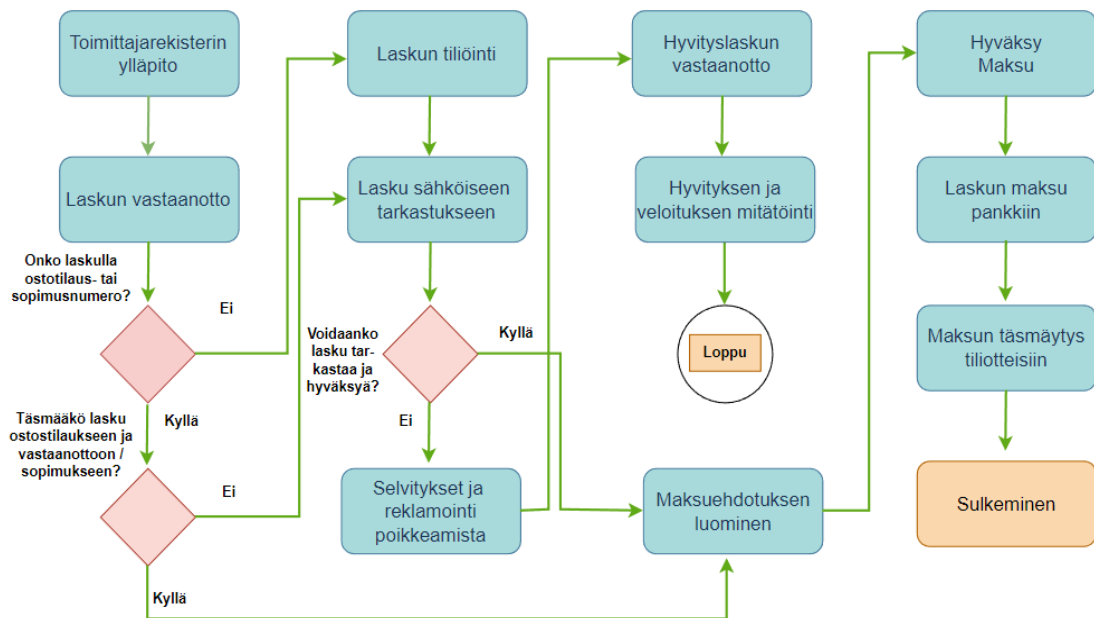 Toimittajarekisterin
ylläpito
Laskun vastaanotto
Onko laskulla
ostotilaus- tai
sopimusnumero?
Ei
Kyllä
Täsmääkö lasku
ostostilaukseen ja
vastaanottoon /
sopimukseen?
Ei
Kyllä
Laskun tiliöinti
Lasku sähköiseen
tarkastukseen
Voidaanko
lasku tar-
kastaa ja
hyväksyä?
Kyllä
Ei
Selvitykset ja
reklamointi
poikkeamista
Hyvityslaskun
vastaanotto
Hyvityksen ja
veloituksen mitätöinti
Loppu
Maksuehdotuksen
luominen
Hyväksy
Maksu
Laskun maksu
pankkiin
Maksun täsmäytys
tiliotteisiin
Sulkeminen